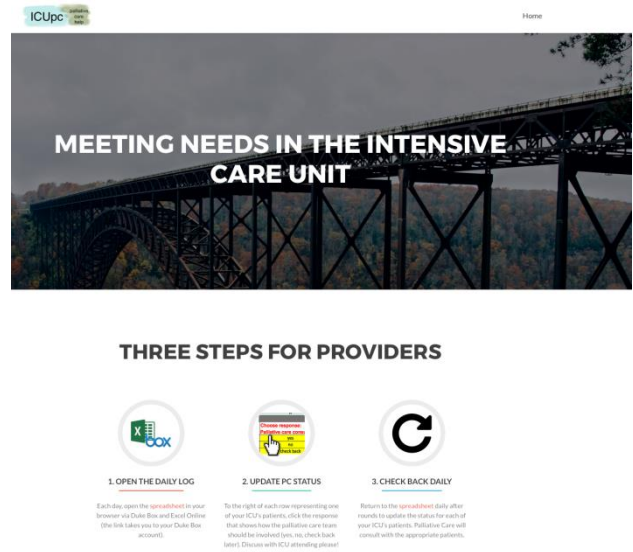 ICUpc palliative
care
help
Home
MEETING NEEDS IN THE INTENSIVE
CARE UNIT
THREE STEPS FOR PROVIDERS
box
Choose response:
Palliative care cons
yes
no
check back
1. OPEN THE DAILY LOG
2. UPDATE PC STATUS
3. CHECK BACK DAILY
Each day, open the spreadsheet in your
browser via Duke Box and Excel Online
(the link takes you to your Duke Box
account).
To the right of each row representing one
of your ICU's patients, click the response
that shows how the palliative care team
should be involved (yes, no, check back
later). Discuss with ICU attending please!
Return to the spreadsheet daily after
rounds to update the status for each of
your ICU's patients. Palliative Care will
consult with the appropriate patients.